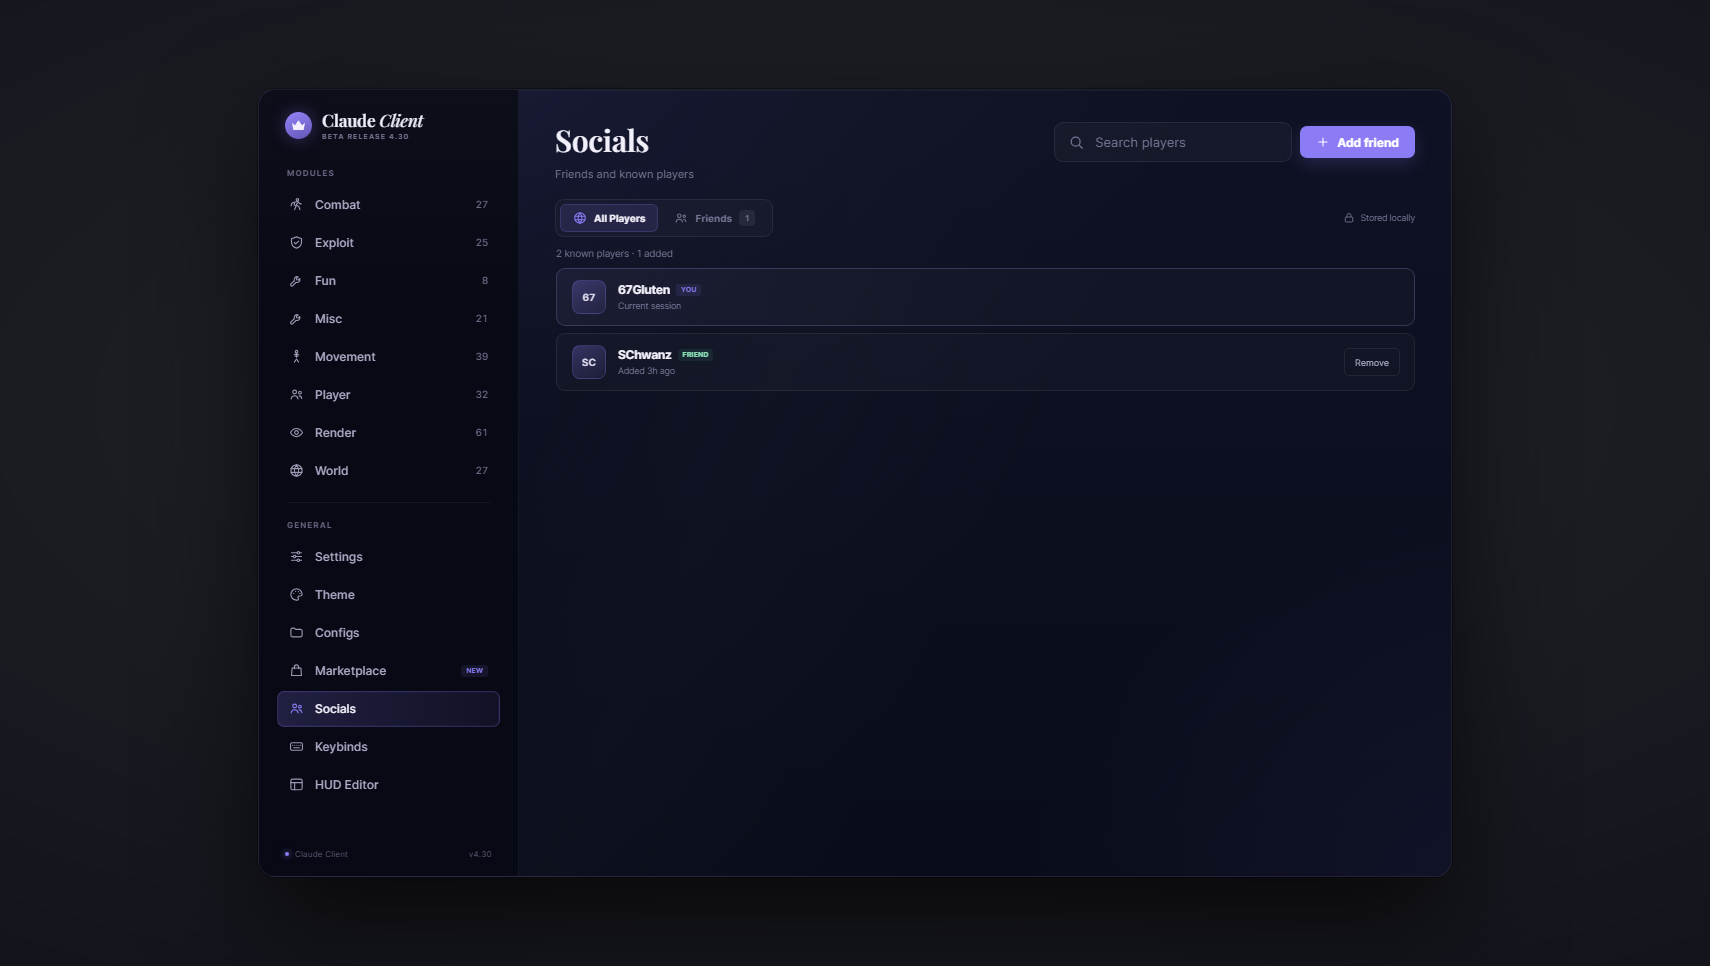 Claude Client
BETA RELEASE 4.30
MODULES
Combat 27
Exploit 25
Fun 8
Misc 21
Movement 39
Player 32
Render 61
World 27
GENERAL
Settings
Theme
Configs
Marketplace NEW
Socials
Keybinds
HUD Editor
Claude Client v4.30
Socials
Friends and known players
Search players
Add friend
All Players
Friends 1
Stored locally
2 known players · 1 added
67
67Gluten YOU
Current session
SC
SChwanz FRIEND
Added 3h ago
Remove